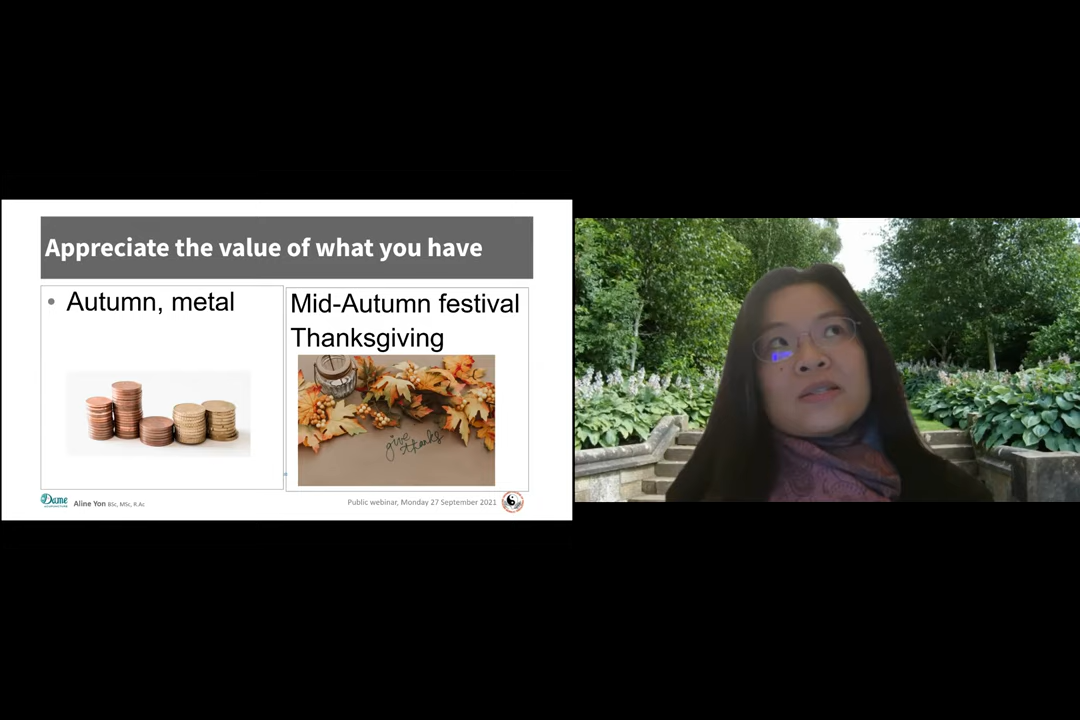 Appreciate the value of what you have
• Autumn, metal
Mid-Autumn festival
Thanksgiving
give
thanks
Dame
Aline Yon BSc, MSc, R.Ac
Public webinar, Monday 27 September 2021